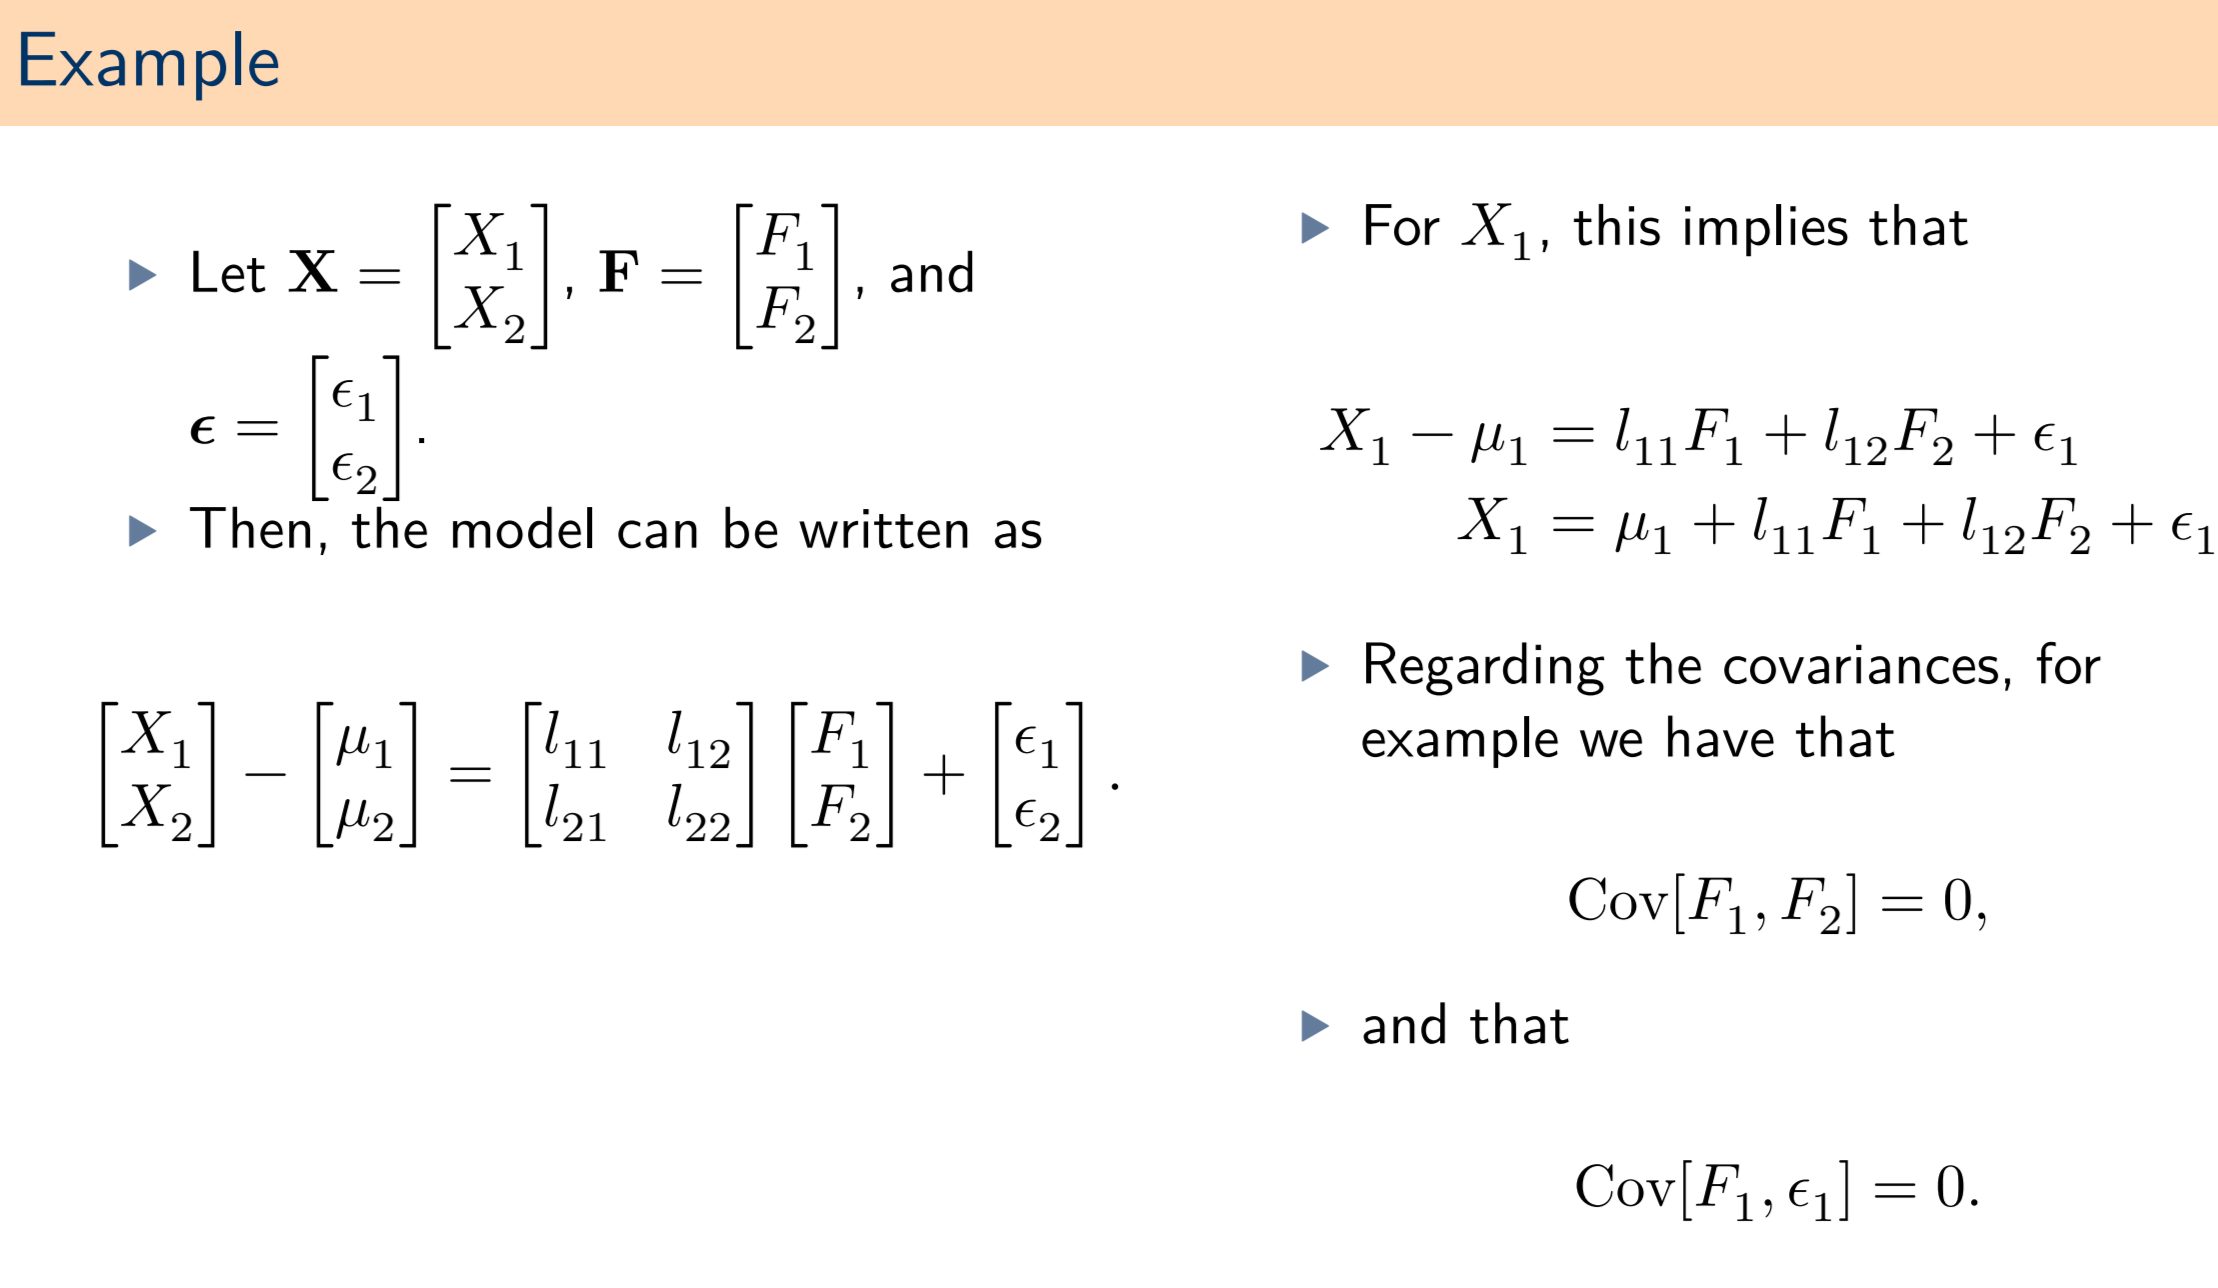 Example
▶ Let $\mathbf{X} = \begin{bmatrix} X_1 \\ X_2 \end{bmatrix}$, $\mathbf{F} = \begin{bmatrix} F_1 \\ F_2 \end{bmatrix}$, and
$\boldsymbol{\epsilon} = \begin{bmatrix} \epsilon_1 \\ \epsilon_2 \end{bmatrix}$.
▶ Then, the model can be written as
$\begin{bmatrix} X_1 \\ X_2 \end{bmatrix} - \begin{bmatrix} \mu_1 \\ \mu_2 \end{bmatrix} = \begin{bmatrix} l_{11} & l_{12} \\ l_{21} & l_{22} \end{bmatrix} \begin{bmatrix} F_1 \\ F_2 \end{bmatrix} + \begin{bmatrix} \epsilon_1 \\ \epsilon_2 \end{bmatrix}.$
▶ For $X_1$, this implies that
$X_1 - \mu_1 = l_{11}F_1 + l_{12}F_2 + \epsilon_1$
$X_1 = \mu_1 + l_{11}F_1 + l_{12}F_2 + \epsilon_1$
▶ Regarding the covariances, for
example we have that
$\mathrm{Cov}[F_1, F_2] = 0,$
▶ and that
$\mathrm{Cov}[F_1, \epsilon_1] = 0.$